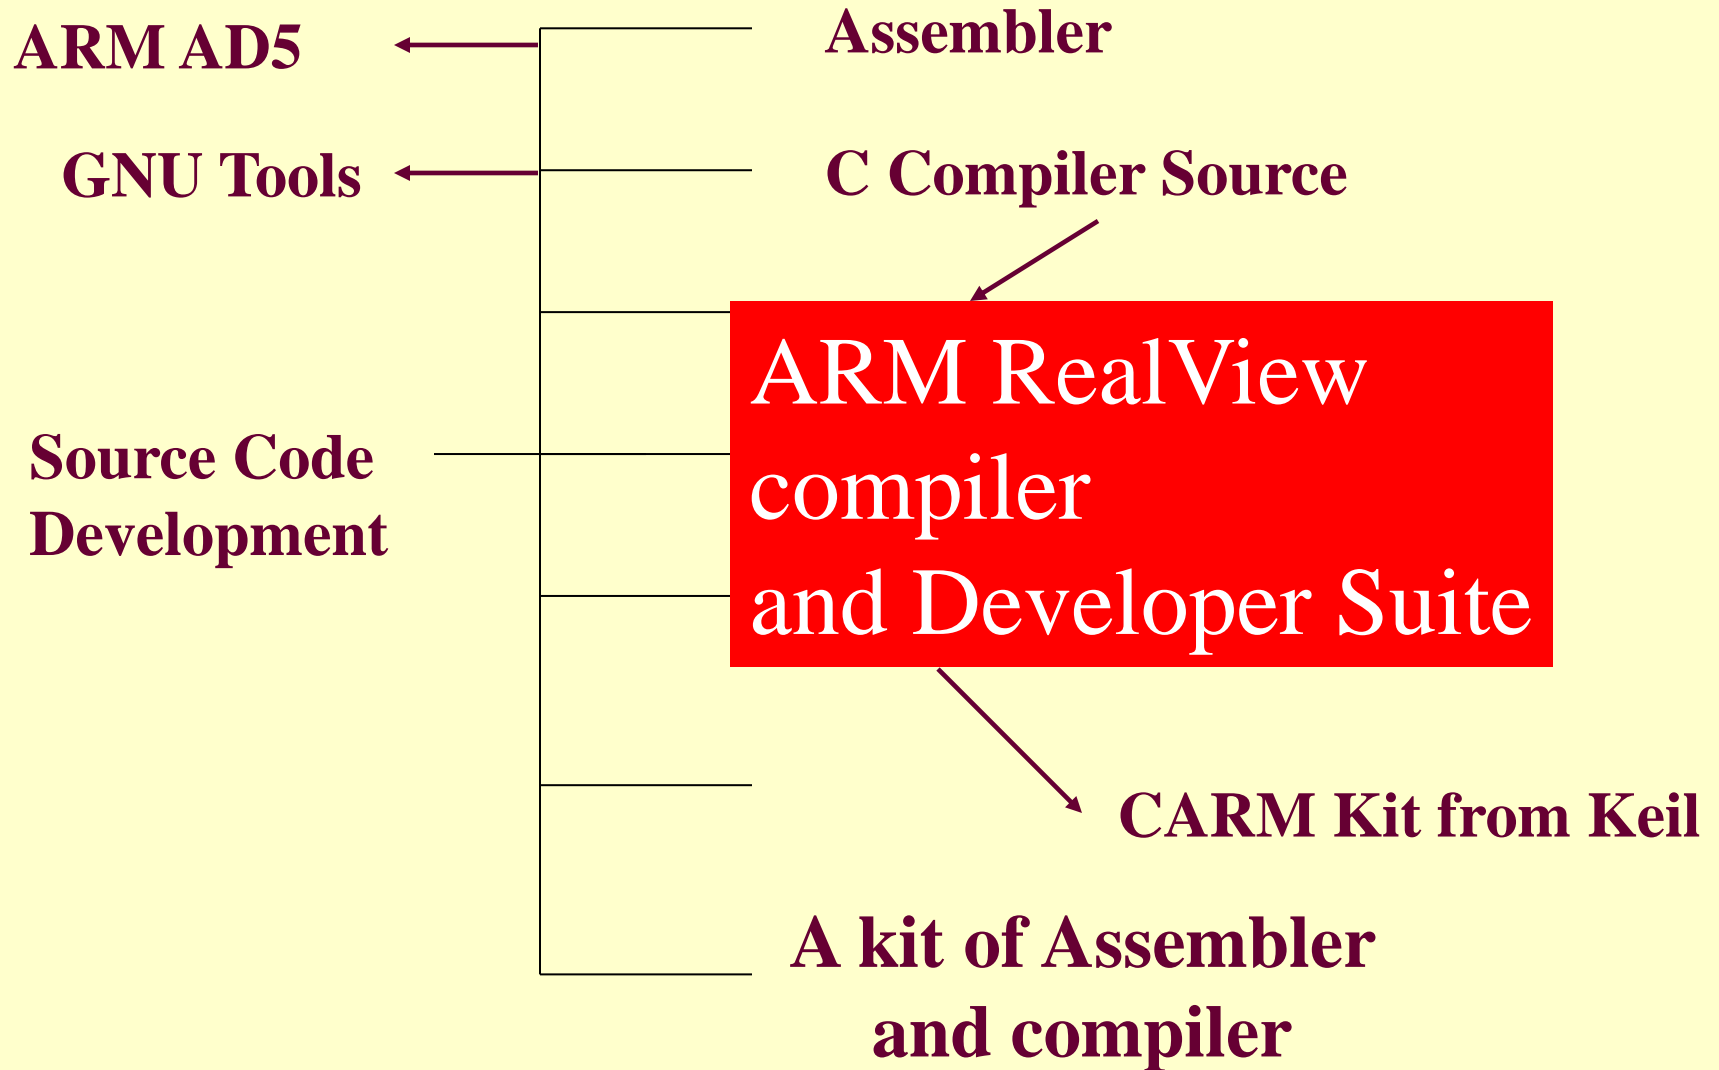 ARM AD5
Assembler
GNU Tools
C Compiler Source
ARM RealView
compiler
and Developer Suite
Source Code
Development
CARM Kit from Keil
A kit of Assembler
and compiler